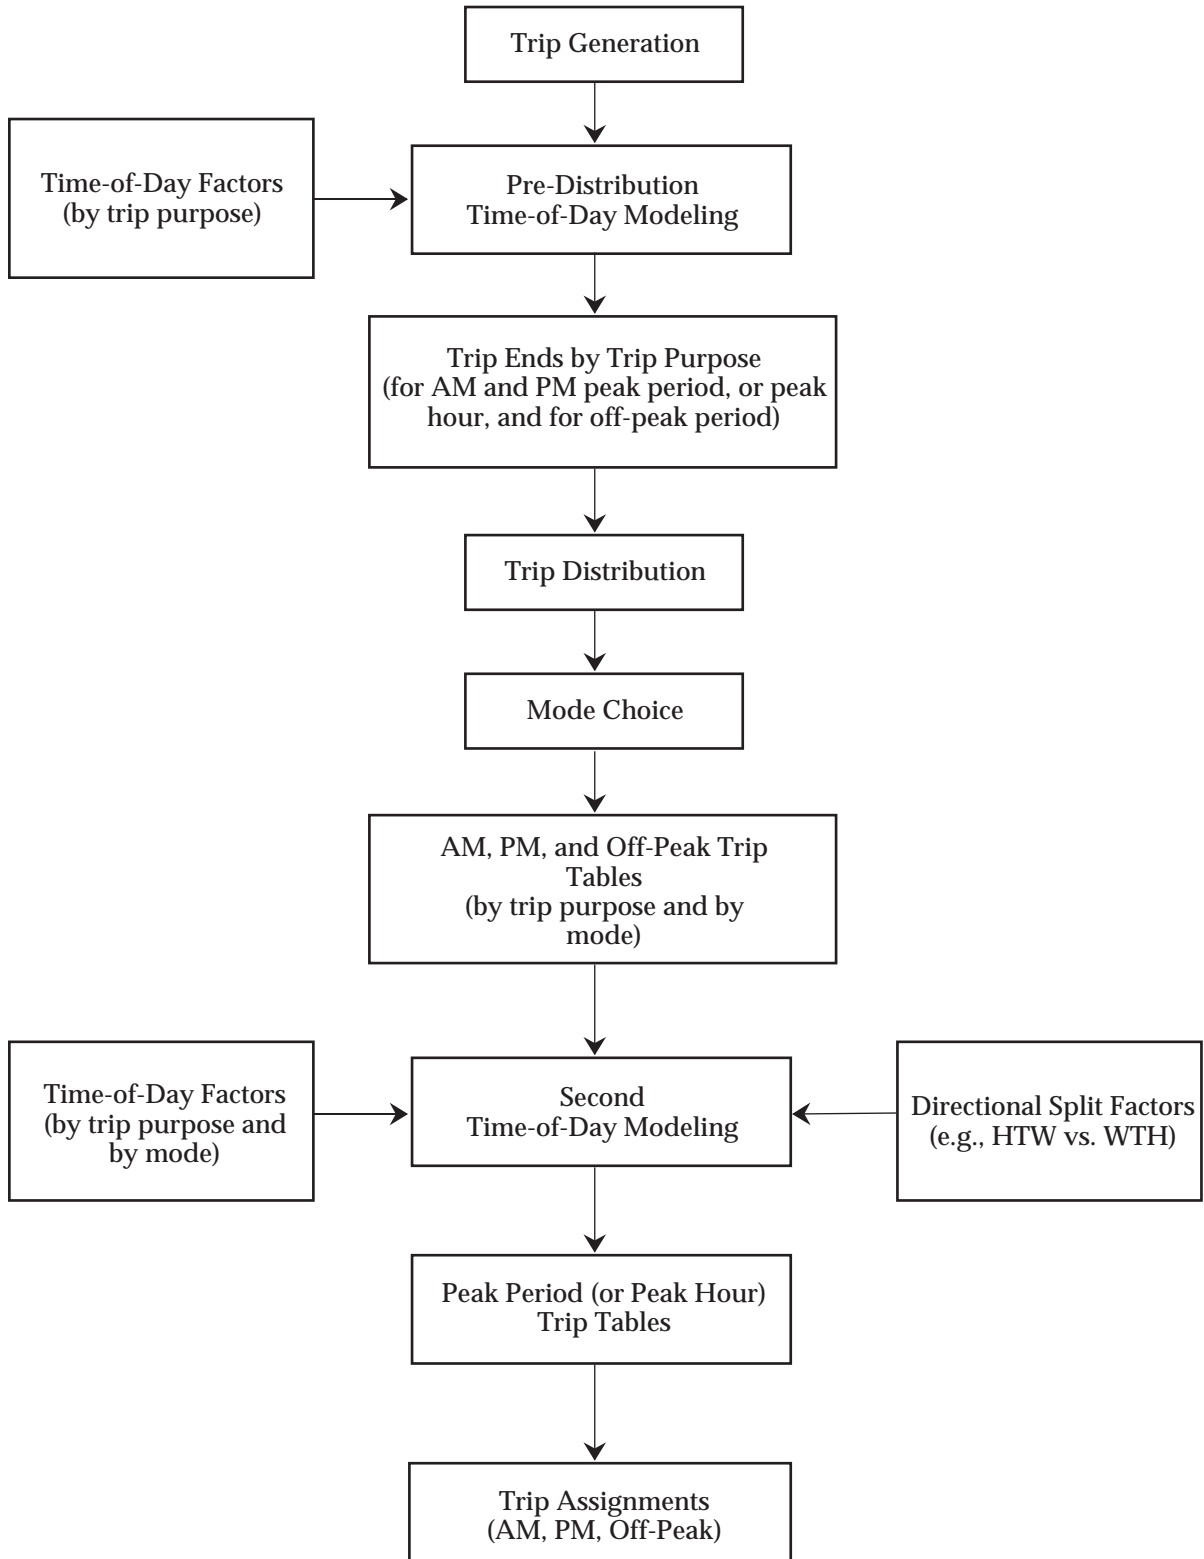 Trip Generation
Time-of-Day Factors
(by trip purpose)
Pre-Distribution
Time-of-Day Modeling
Trip Ends by Trip Purpose
(for AM and PM peak period, or peak
hour, and for off-peak period)
Trip Distribution
Mode Choice
AM, PM, and Off-Peak Trip
Tables
(by trip purpose and by
mode)
Time-of-Day Factors
(by trip purpose and
by mode)
Second
Time-of-Day Modeling
Directional Split Factors
(e.g., HTW vs. WTH)
Peak Period (or Peak Hour)
Trip Tables
Trip Assignments
(AM, PM, Off-Peak)